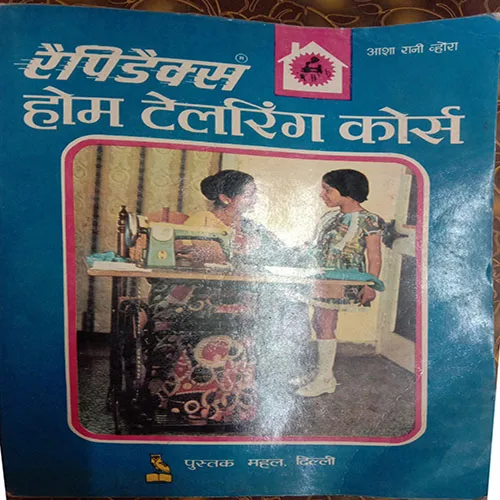 आशा रानी व्होरा
रैपिडैक्स
होम टेलरिंग कोर्स
पुस्तक महल, दिल्ली